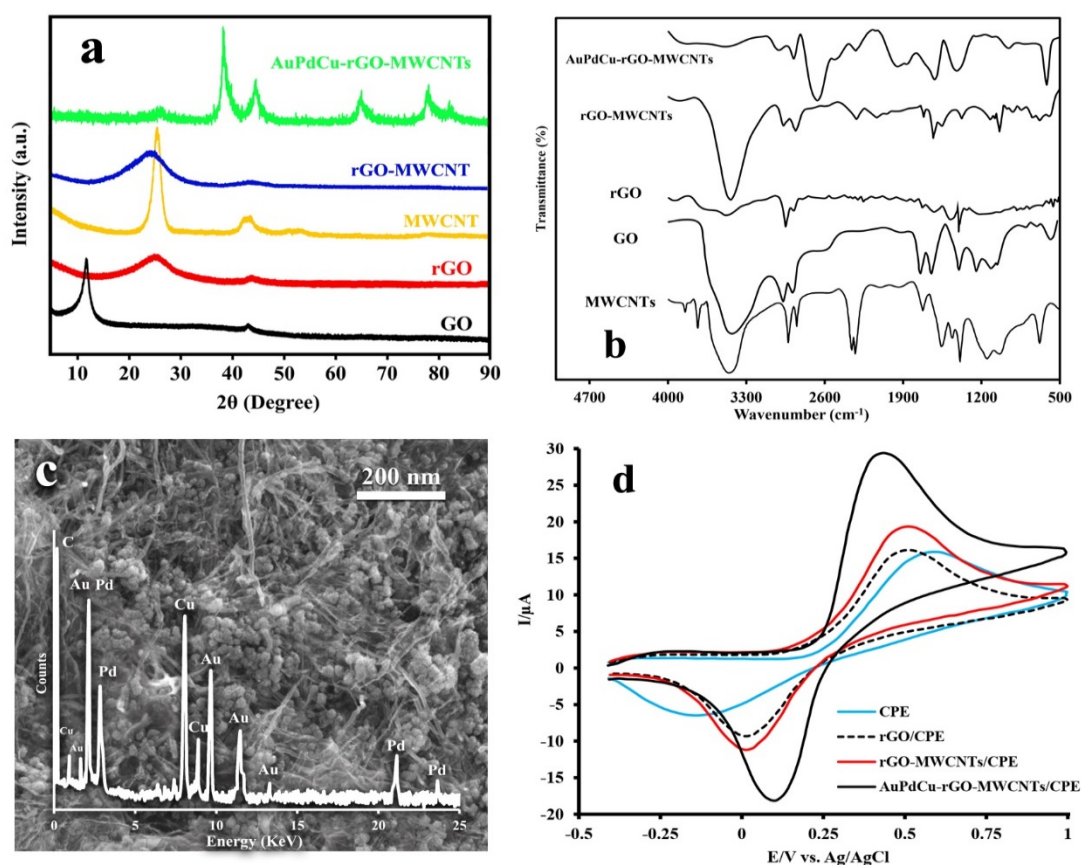 a
AuPdCu-rGO-MWCNTs
rGO-MWCNT
MWCNT
rGO
GO
Intensity (a.u.)
10 20 30 40 50 60 70 80 90
2θ (Degree)
AuPdCu-rGO-MWCNTs
rGO-MWCNTs
rGO
GO
MWCNTs
b
Transmittance (%)
4700 4000 3300 2600 1900 1200 500
Wavenumber (cm-1)
c
200 nm
C
Au Pd
Pd
Cu
Au
Cu
Au
Cu
Au
Au
Pd
Pd
Counts
0 5 10 15 20 25
Energy (KeV)
d
30
25
20
15
10
5
0
-5
-10
-15
-20
I/µA
CPE
rGO/CPE
rGO-MWCNTs/CPE
AuPdCu-rGO-MWCNTs/CPE
-0.5 -0.25 0 0.25 0.5 0.75 1
E/V vs. Ag/AgCl